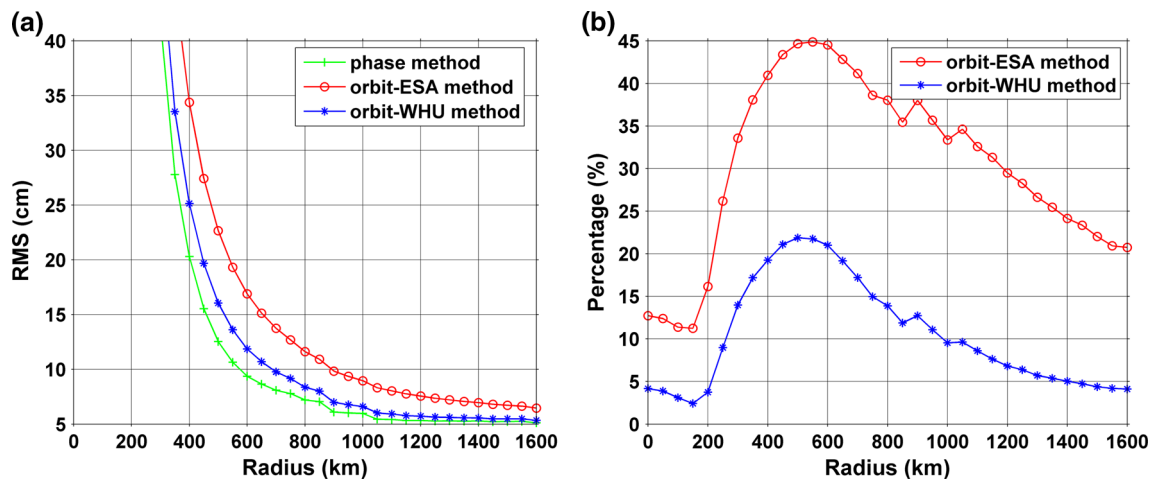 (a)
40
35
30
25
20
15
10
5
RMS (cm)
phase method
orbit-ESA method
orbit-WHU method
0 200 400 600 800 1000 1200 1400 1600
Radius (km)
(b)
45
40
35
30
25
20
15
10
5
0
Percentage (%)
orbit-ESA method
orbit-WHU method
0 200 400 600 800 1000 1200 1400 1600
Radius (km)